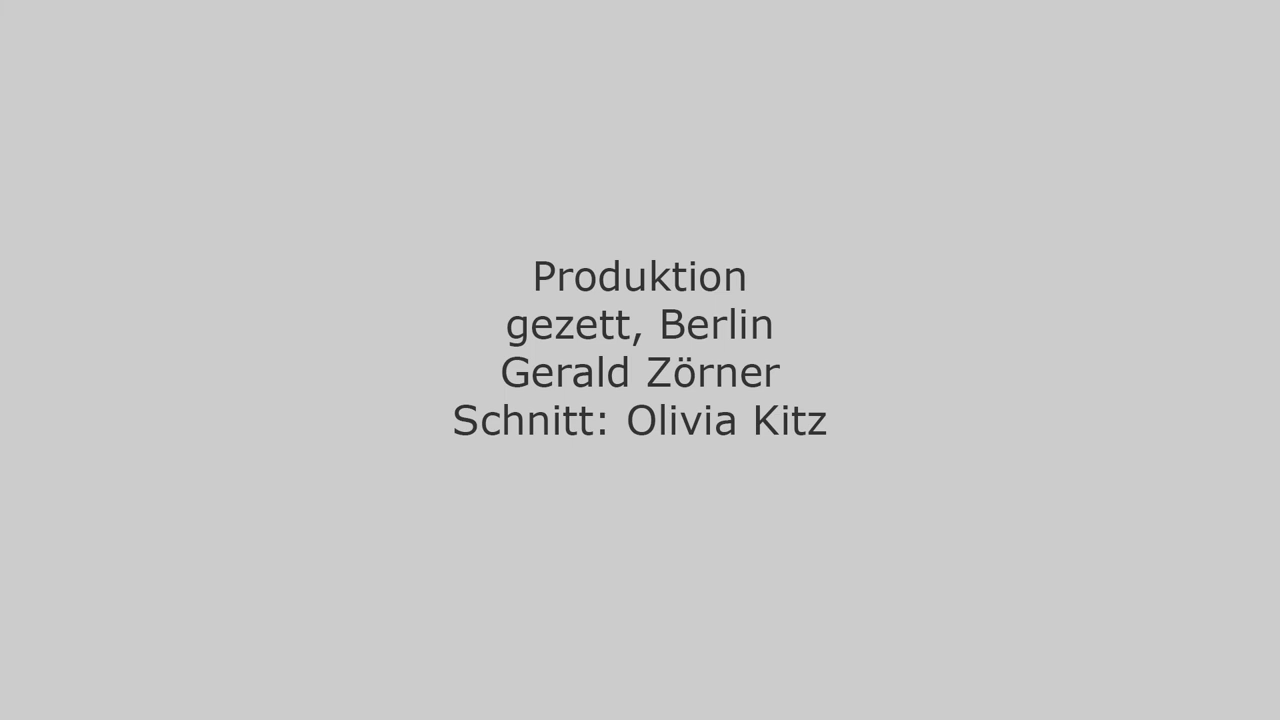 Produktion
gezett, Berlin
Gerald Zörner
Schnitt: Olivia Kitz